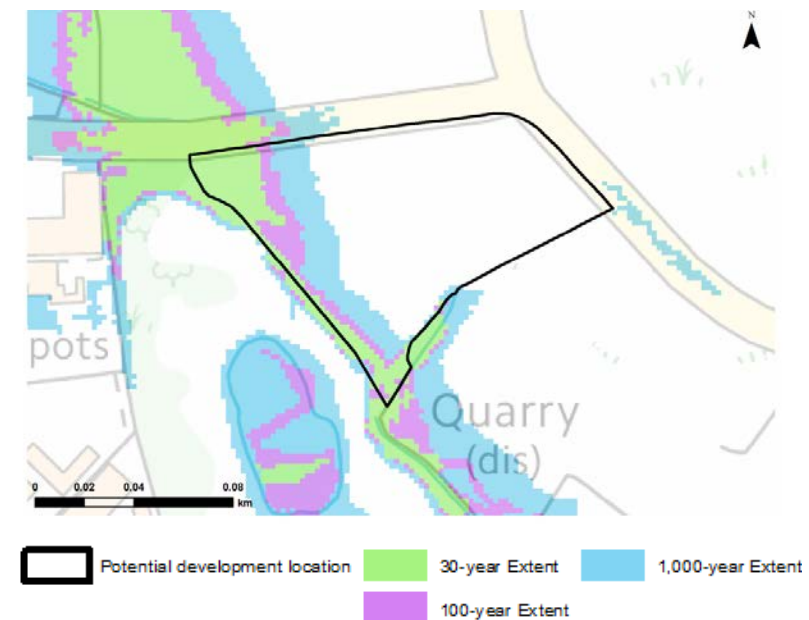 N
pots
Quarry
(dis)
0 0.02 0.04 0.08
km
Potential development location 30-year Extent 1,000-year Extent
100-year Extent